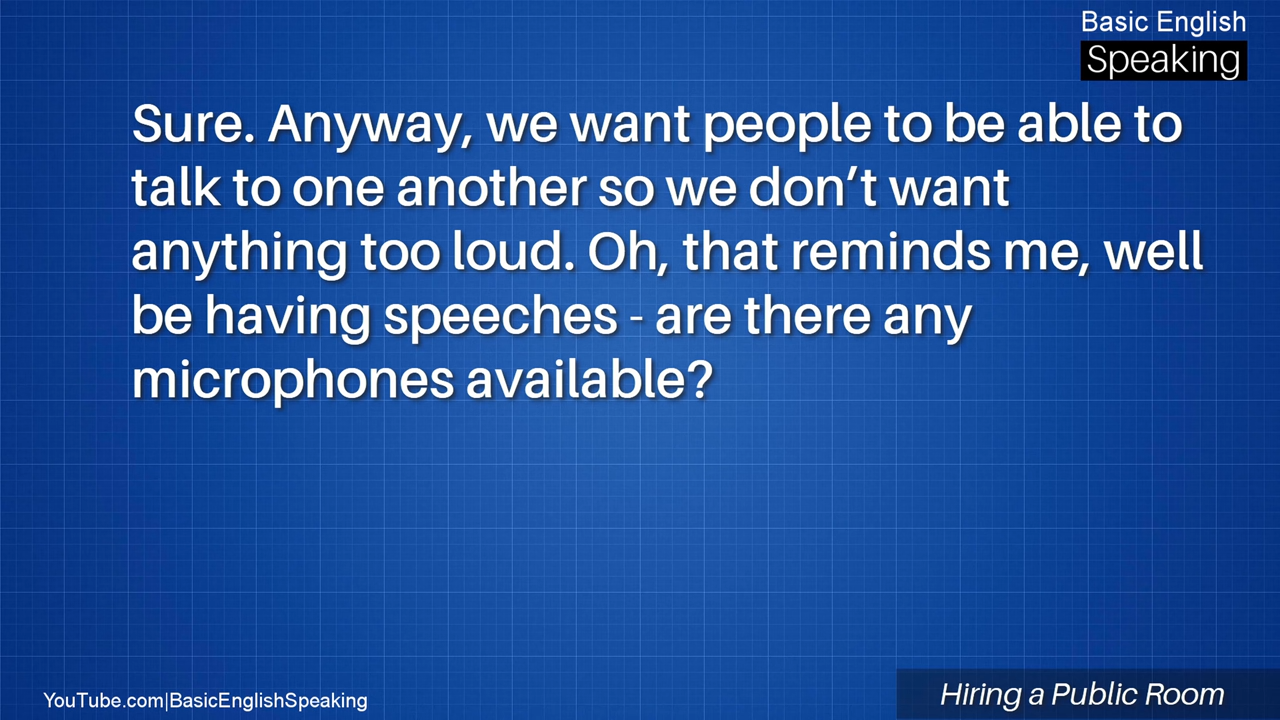 Basic English
Speaking
Sure. Anyway, we want people to be able to
talk to one another so we don’t want
anything too loud. Oh, that reminds me, well
be having speeches - are there any
microphones available?
YouTube.com|BasicEnglishSpeaking
Hiring a Public Room